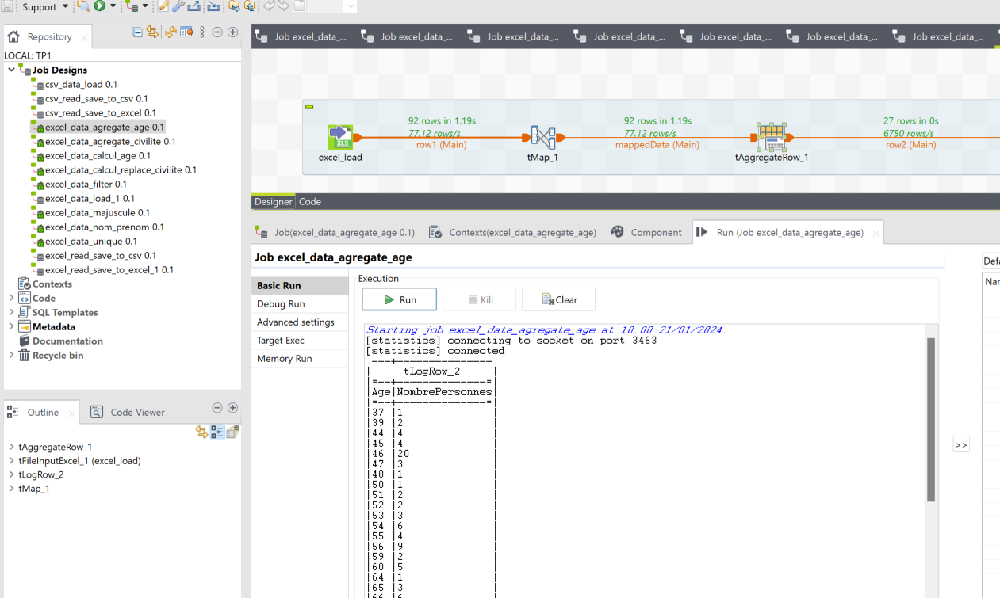 Support
Repository
LOCAL: TP1
Job Designs
csv_data_load 0.1
csv_read_save_to_csv 0.1
csv_read_save_to_excel 0.1
excel_data_agregate_age 0.1
excel_data_agregate_civilite 0.1
excel_data_calcul_age 0.1
excel_data_calcul_replace_civilite 0.1
excel_data_filter 0.1
excel_data_load_1 0.1
excel_data_majuscule 0.1
excel_data_nom_prenom 0.1
excel_data_unique 0.1
excel_read_save_to_csv 0.1
excel_read_save_to_excel_1 0.1
Contexts
Code
SQL Templates
Metadata
Documentation
Recycle bin
Outline
Code Viewer
tAggregateRow_1
tFileInputExcel_1 (excel_load)
tLogRow_2
tMap_1
Job excel_data_... Job excel_data_... Job excel_data_... Job excel_data_... Job excel_data_... Job excel_data_... Job excel_data_...
92 rows in 1.19s
77.12 rows/s
row1 (Main)
92 rows in 1.19s
77.12 rows/s
mappedData (Main)
27 rows in 0s
6750 rows/s
row2 (Main)
XLS
excel_load
tMap_1
tAggregateRow_1
Designer Code
Job(excel_data_agregate_age 0.1)
Contexts(excel_data_agregate_age)
Component
Run (Job excel_data_agregate_age)
Job excel_data_agregate_age
Basic Run
Debug Run
Advanced settings
Target Exec
Memory Run
Execution
Run
Kill
Clear
Starting job excel_data_agregate_age at 10:00 21/01/2024.
[statistics] connecting to socket on port 3463
[statistics] connected
.---+---------------.
| tLogRow_2 |
|=--+--------------=|
|Age|NombrePersonnes|
|=--+--------------=|
|37 |1 |
|39 |2 |
|44 |4 |
|45 |4 |
|46 |20 |
|47 |3 |
|48 |1 |
|50 |1 |
|51 |2 |
|52 |2 |
|53 |3 |
|54 |6 |
|55 |4 |
|56 |9 |
|59 |2 |
|60 |5 |
|64 |1 |
|65 |3 |
>>
Defa
Nar